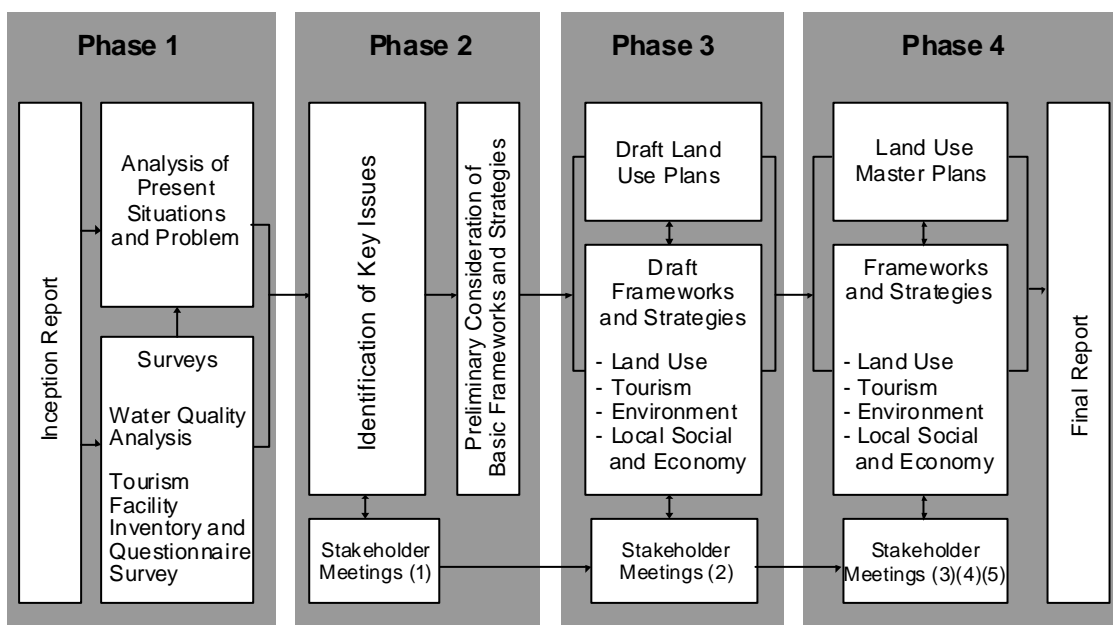 Phase 1
Inception Report
Analysis of
Present
Situations
and Problem
Surveys
Water Quality
Analysis
Tourism
Facility
Inventory and
Questionnaire
Survey
Phase 2
Identification of Key Issues
Preliminary Consideration of
Basic Frameworks and Strategies
Stakeholder
Meetings (1)
Phase 3
Draft Land
Use Plans
Draft
Frameworks
and Strategies
- Land Use
- Tourism
- Environment
- Local Social
and Economy
Stakeholder
Meetings (2)
Phase 4
Land Use
Master Plans
Frameworks
and Strategies
- Land Use
- Tourism
- Environment
- Local Social
and Economy
Stakeholder
Meetings (3)(4)(5)
Final Report